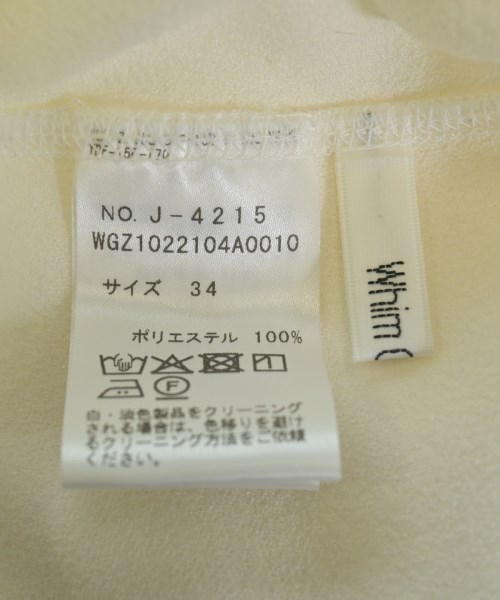 NO. J-4215
WGZ1022104A0010
サイズ 34
ポリエステル 100%
F
白・淡色製品をクリーニング
される場合は、色移りを避け
るクリーニング方法をご依頼
ください。
Whim